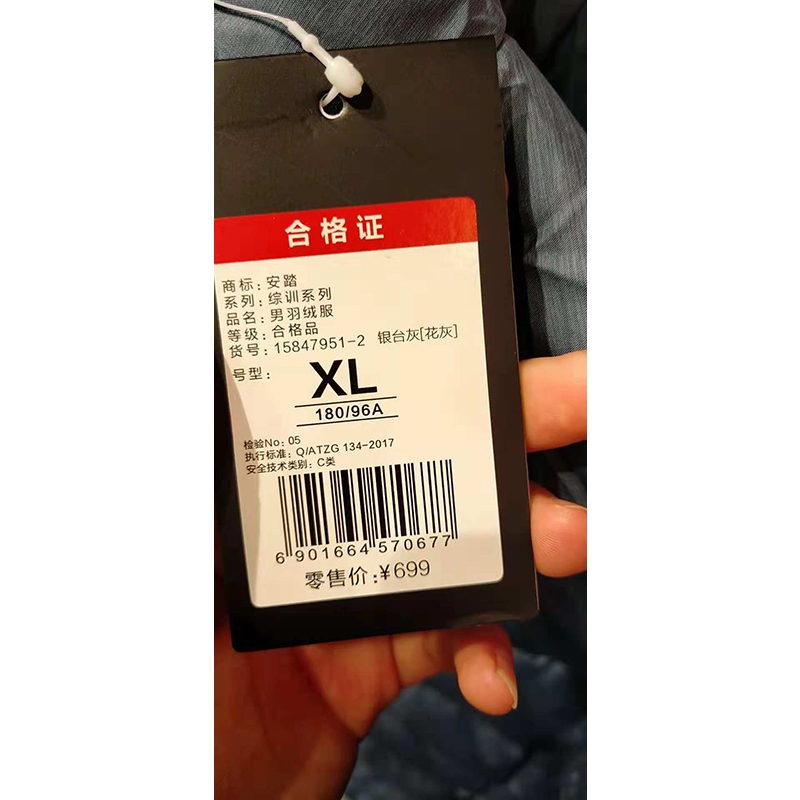 合格证
商标：安踏
系列：综训系列
品名：男羽绒服
等级：合格品
货号：15847951-2 银台灰[花灰]
号型： XL
180/96A
检验No: 05
执行标准：Q/ATZG 134-2017
安全技术类别：C类
6 901664 570677
零售价:¥699